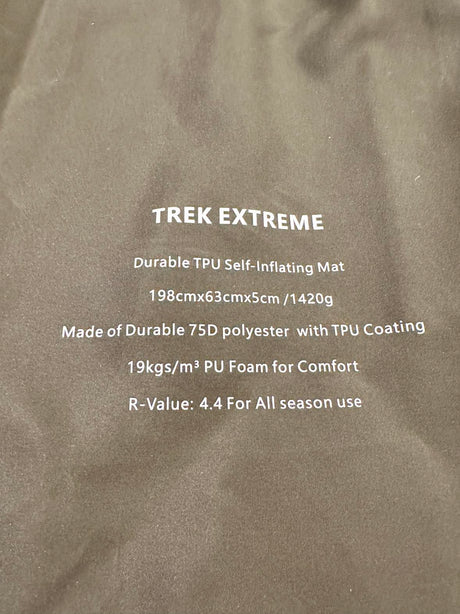 TREK EXTREME
Durable TPU Self-Inflating Mat
198cmx63cmx5cm /1420g
Made of Durable 75D polyester with TPU Coating
19kgs/m³ PU Foam for Comfort
R-Value: 4.4 For All season use